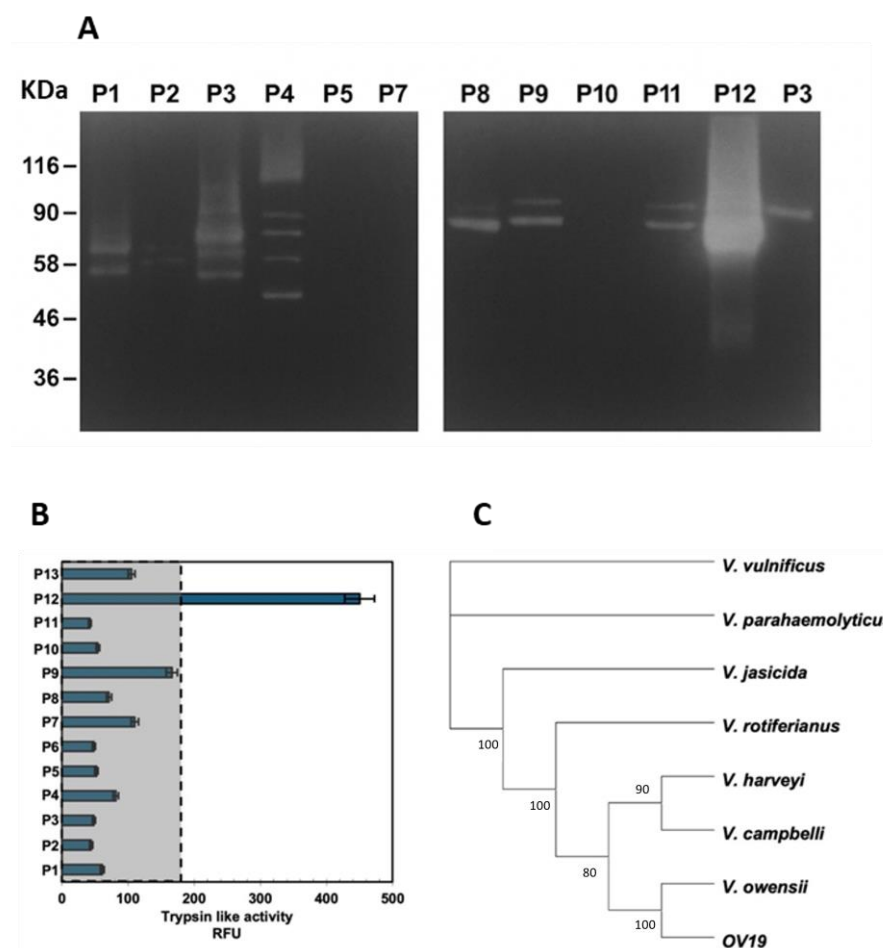 A
KDa P1 P2 P3 P4 P5 P7 P8 P9 P10 P11 P12 P3
116
90
58
46
36
B
C
P13
P12
P11
P10
P9
P8
P7
P6
P5
P4
P3
P2
P1
0 100 200 300 400 500
Trypsin like activity
RFU
V. vulnificus
V. parahaemolyticu
V. jasicida
100
V. rotiferianus
100
V. harveyi
90
V. campbelli
80
V. owensii
100
OV19